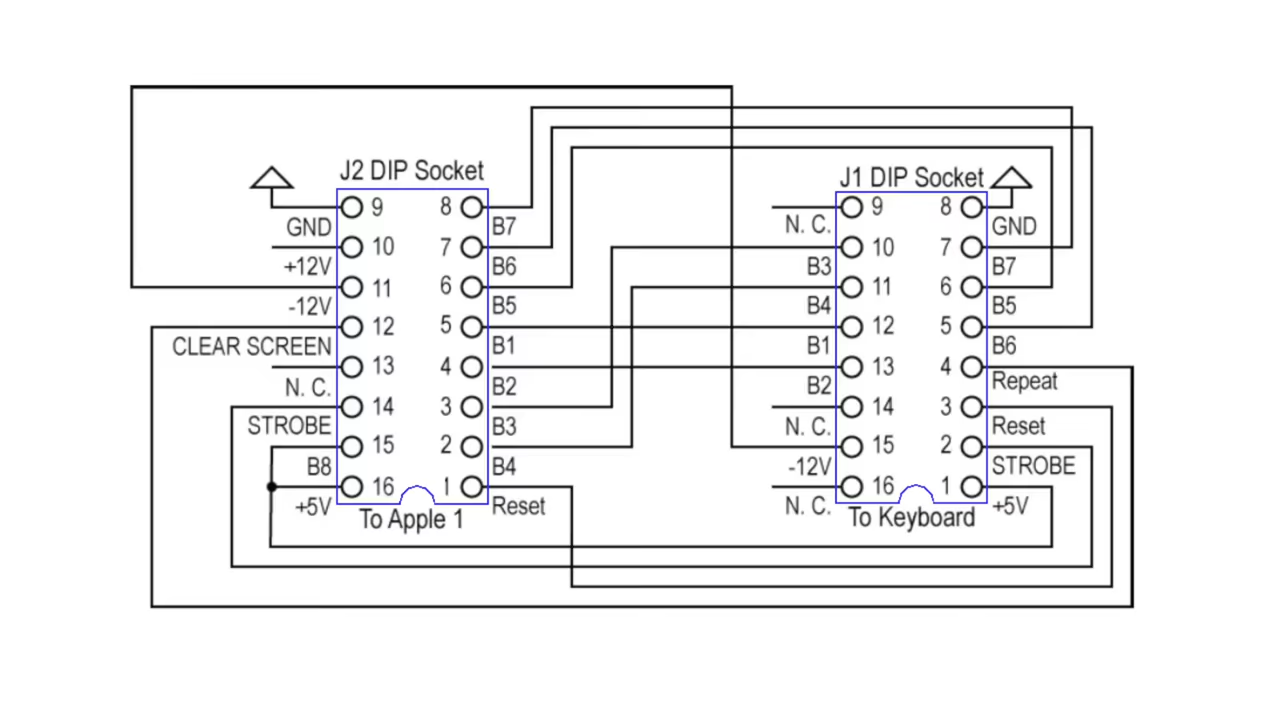 J2 DIP Socket
9 8
GND B7
10 7
+12V B6
11 6
-12V B5
12 5
CLEAR SCREEN B1
13 4
N. C. B2
14 3
STROBE B3
15 2
B8 B4
16 1
+5V Reset
To Apple 1
J1 DIP Socket
9 8
N. C. GND
10 7
B3 B7
11 6
B4 B5
12 5
B1 B6
13 4
B2 Repeat
14 3
N. C. Reset
15 2
-12V STROBE
16 1
N. C. +5V
To Keyboard